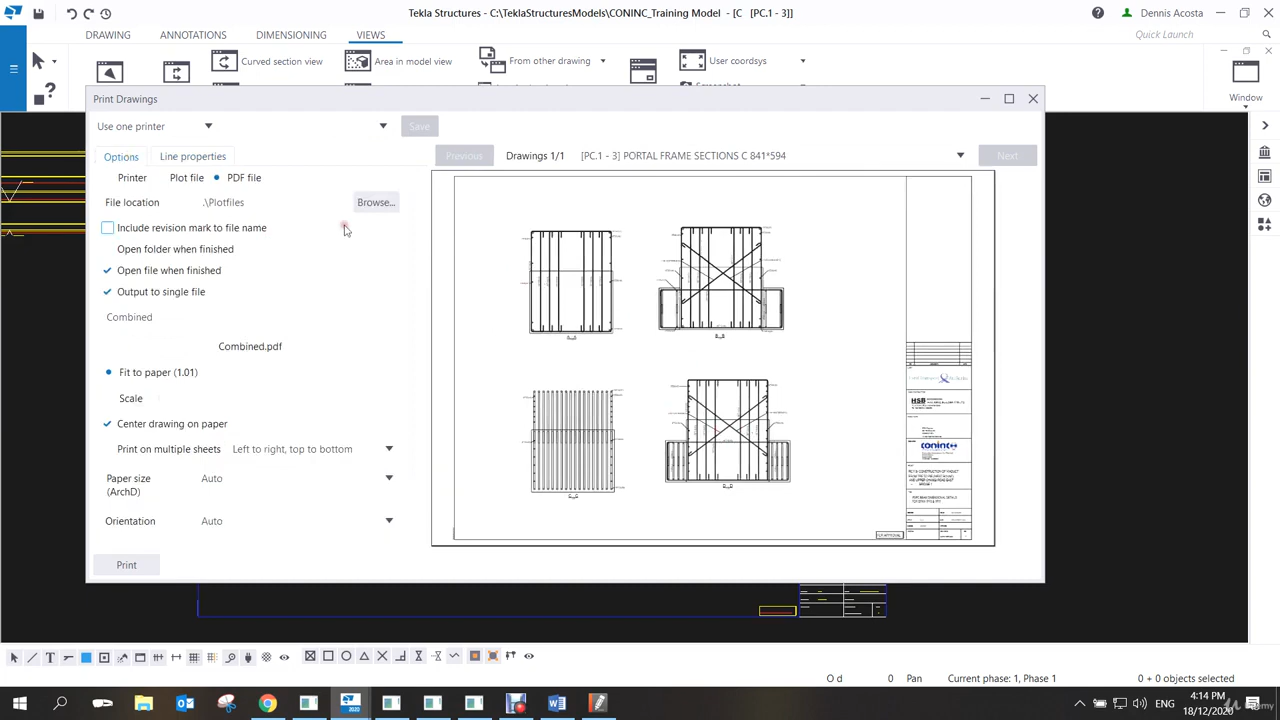 Tekla Structures - C:\TeklaStructuresModels\CONINC_Training Model - [C   [PC.1 - 3]]
Dennis Acosta
DRAWING
ANNOTATIONS
DIMENSIONING
VIEWS
Quick Launch
Curved section view
Area in model view
From other drawing
User coordsys
Window
Print Drawings
Use one printer
Save
Options
Line properties
Previous
Drawings 1/1
[PC.1 - 3] PORTAL FRAME SECTIONS C 841*594
Next
Printer
Plot file
PDF file
File location
.\Plotfiles
Browse...
Include revision mark to file name
Open folder when finished
Open file when finished
Output to single file
Combined
Combined.pdf
Fit to paper (1.01)
Scale
Center drawing on paper
Print on multiple sheets
Left to right, top to bottom
Paper size
(ArchD)
Auto
Orientation
Auto
Print
HSB
coninco
O d
0
Pan
Current phase: 1, Phase 1
0 + 0 objects selected
2020
ENG
4:14 PM
18/12/2020
Udemy